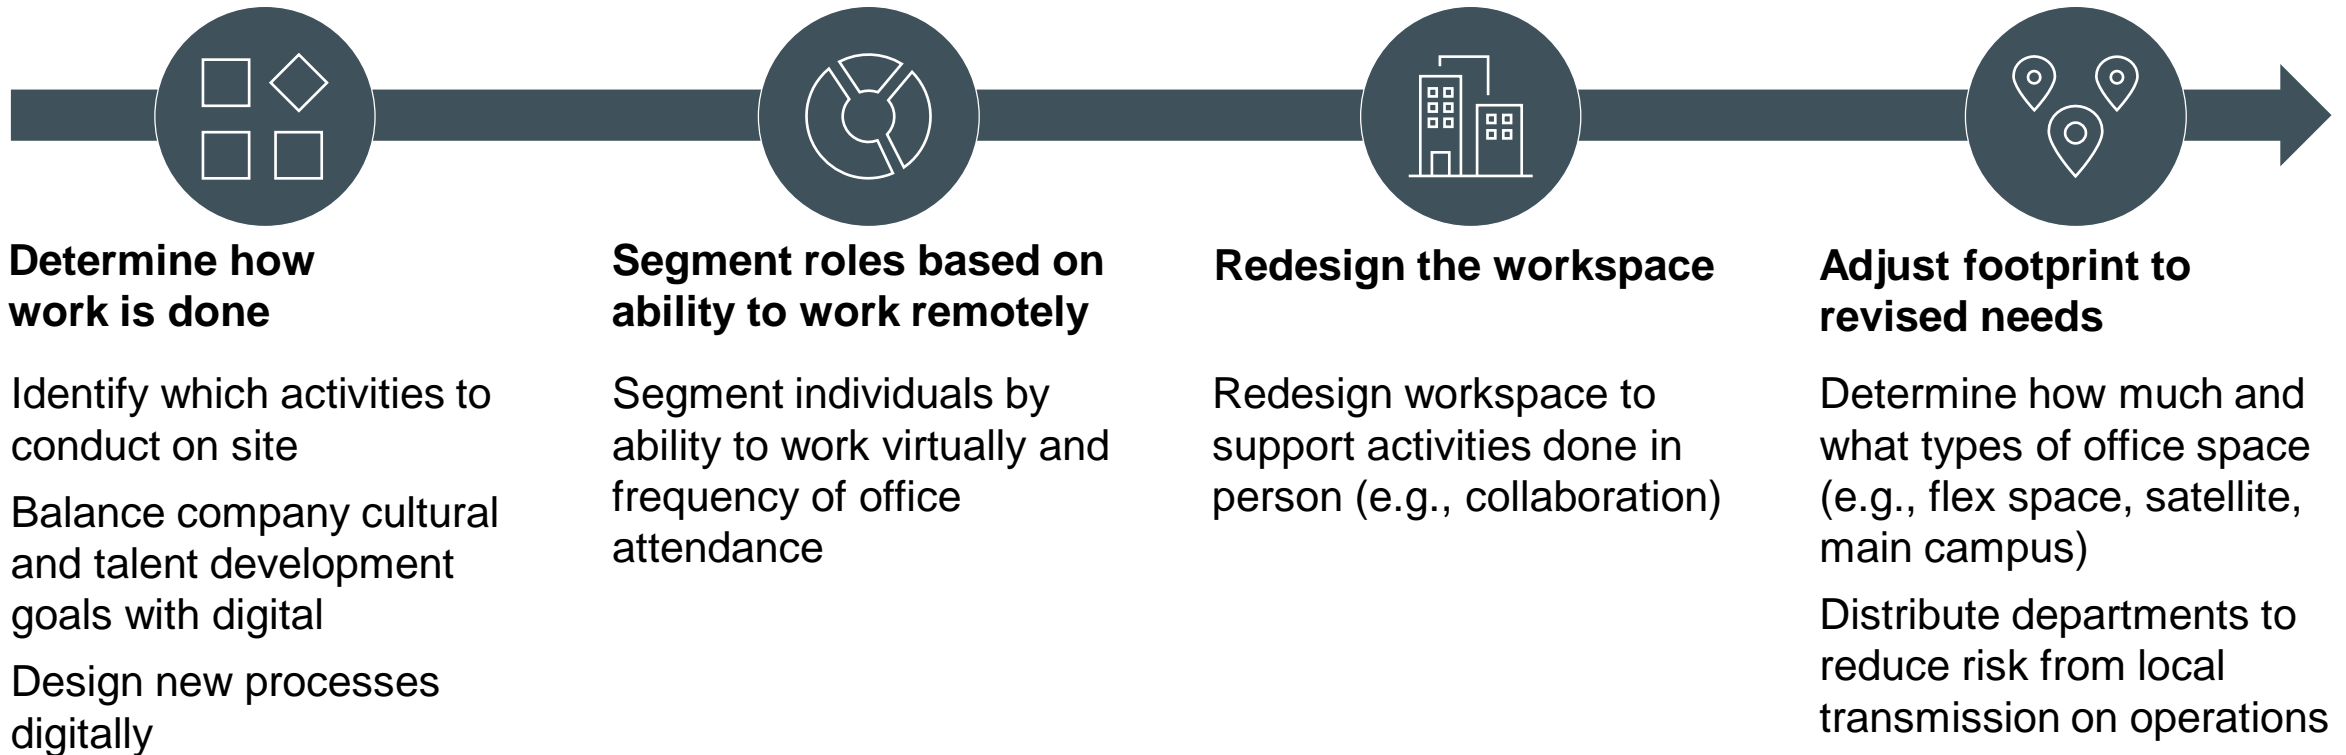 Determine how
work is done
Identify which activities to
conduct on site
Balance company cultural
and talent development
goals with digital
Design new processes
digitally
Segment roles based on
ability to work remotely
Segment individuals by
ability to work virtually and
frequency of office
attendance
Redesign the workspace
Redesign workspace to
support activities done in
person (e.g., collaboration)
Adjust footprint to
revised needs
Determine how much and
what types of office space
(e.g., flex space, satellite,
main campus)
Distribute departments to
reduce risk from local
transmission on operations